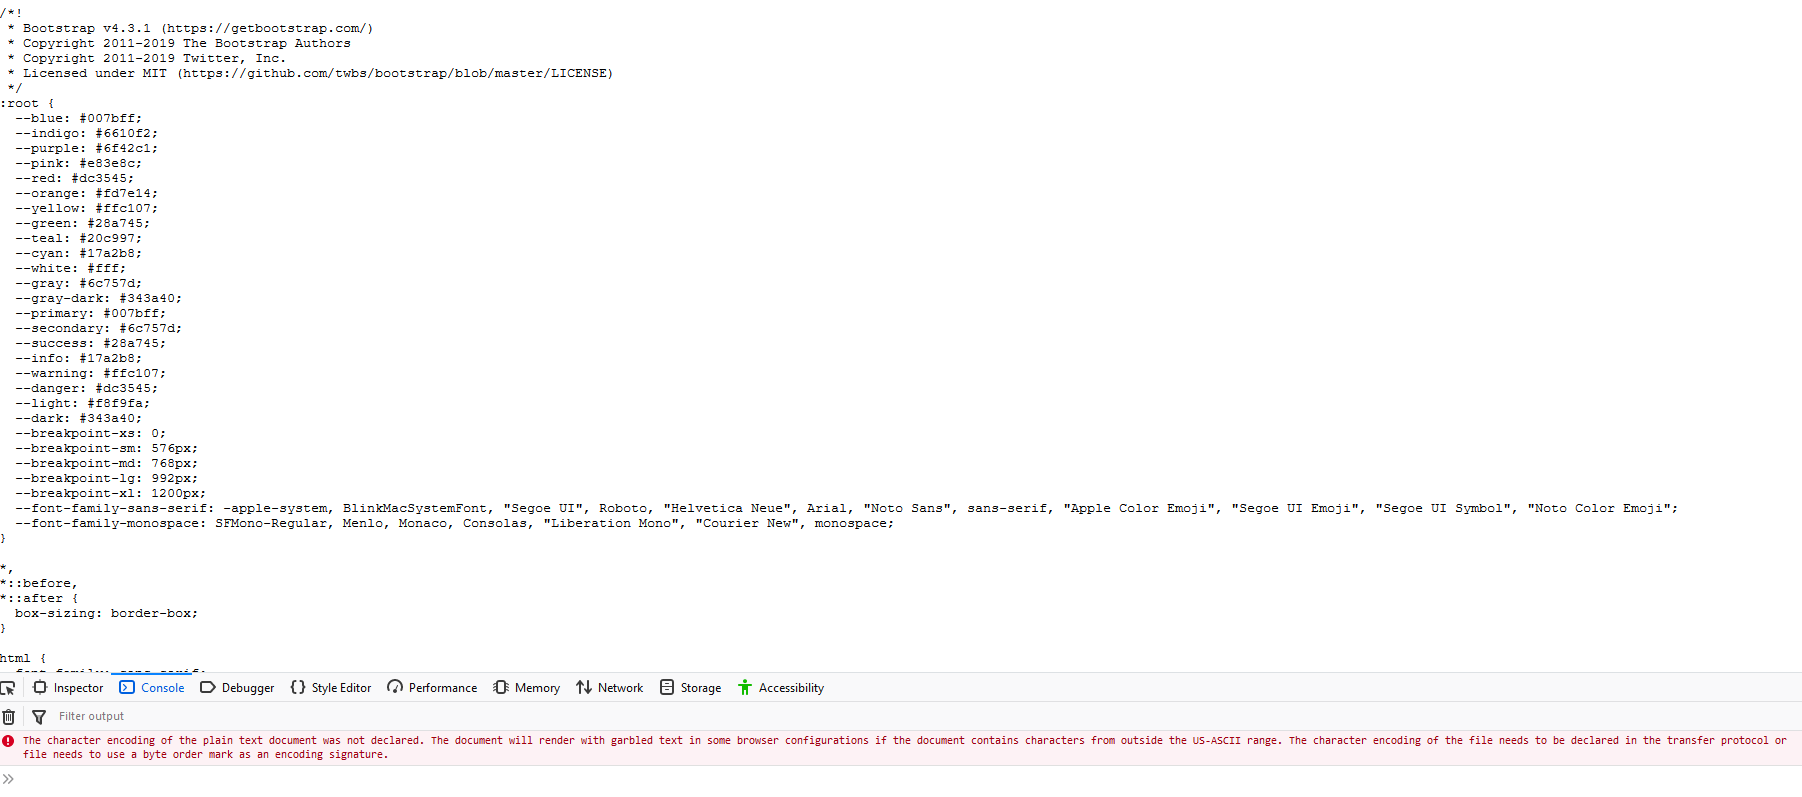 /*!
 * Bootstrap v4.3.1 (https://getbootstrap.com/)
 * Copyright 2011-2019 The Bootstrap Authors
 * Copyright 2011-2019 Twitter, Inc.
 * Licensed under MIT (https://github.com/twbs/bootstrap/blob/master/LICENSE)
 */
:root {
  --blue: #007bff;
  --indigo: #6610f2;
  --purple: #6f42c1;
  --pink: #e83e8c;
  --red: #dc3545;
  --orange: #fd7e14;
  --yellow: #ffc107;
  --green: #28a745;
  --teal: #20c997;
  --cyan: #17a2b8;
  --white: #fff;
  --gray: #6c757d;
  --gray-dark: #343a40;
  --primary: #007bff;
  --secondary: #6c757d;
  --success: #28a745;
  --info: #17a2b8;
  --warning: #ffc107;
  --danger: #dc3545;
  --light: #f8f9fa;
  --dark: #343a40;
  --breakpoint-xs: 0;
  --breakpoint-sm: 576px;
  --breakpoint-md: 768px;
  --breakpoint-lg: 992px;
  --breakpoint-xl: 1200px;
  --font-family-sans-serif: -apple-system, BlinkMacSystemFont, "Segoe UI", Roboto, "Helvetica Neue", Arial, "Noto Sans", sans-serif, "Apple Color Emoji", "Segoe UI Emoji", "Segoe UI Symbol", "Noto Color Emoji";
  --font-family-monospace: SFMono-Regular, Menlo, Monaco, Consolas, "Liberation Mono", "Courier New", monospace;
}
*,
*::before,
*::after {
  box-sizing: border-box;
}
html {
  font-family: sans-serif;
Inspector Console Debugger {} Style Editor Performance Memory Network Storage Accessibility
Filter output
The character encoding of the plain text document was not declared. The document will render with garbled text in some browser configurations if the document contains characters from outside the US-ASCII range. The character encoding of the file needs to be declared in the transfer protocol or
file needs to use a byte order mark as an encoding signature.
»